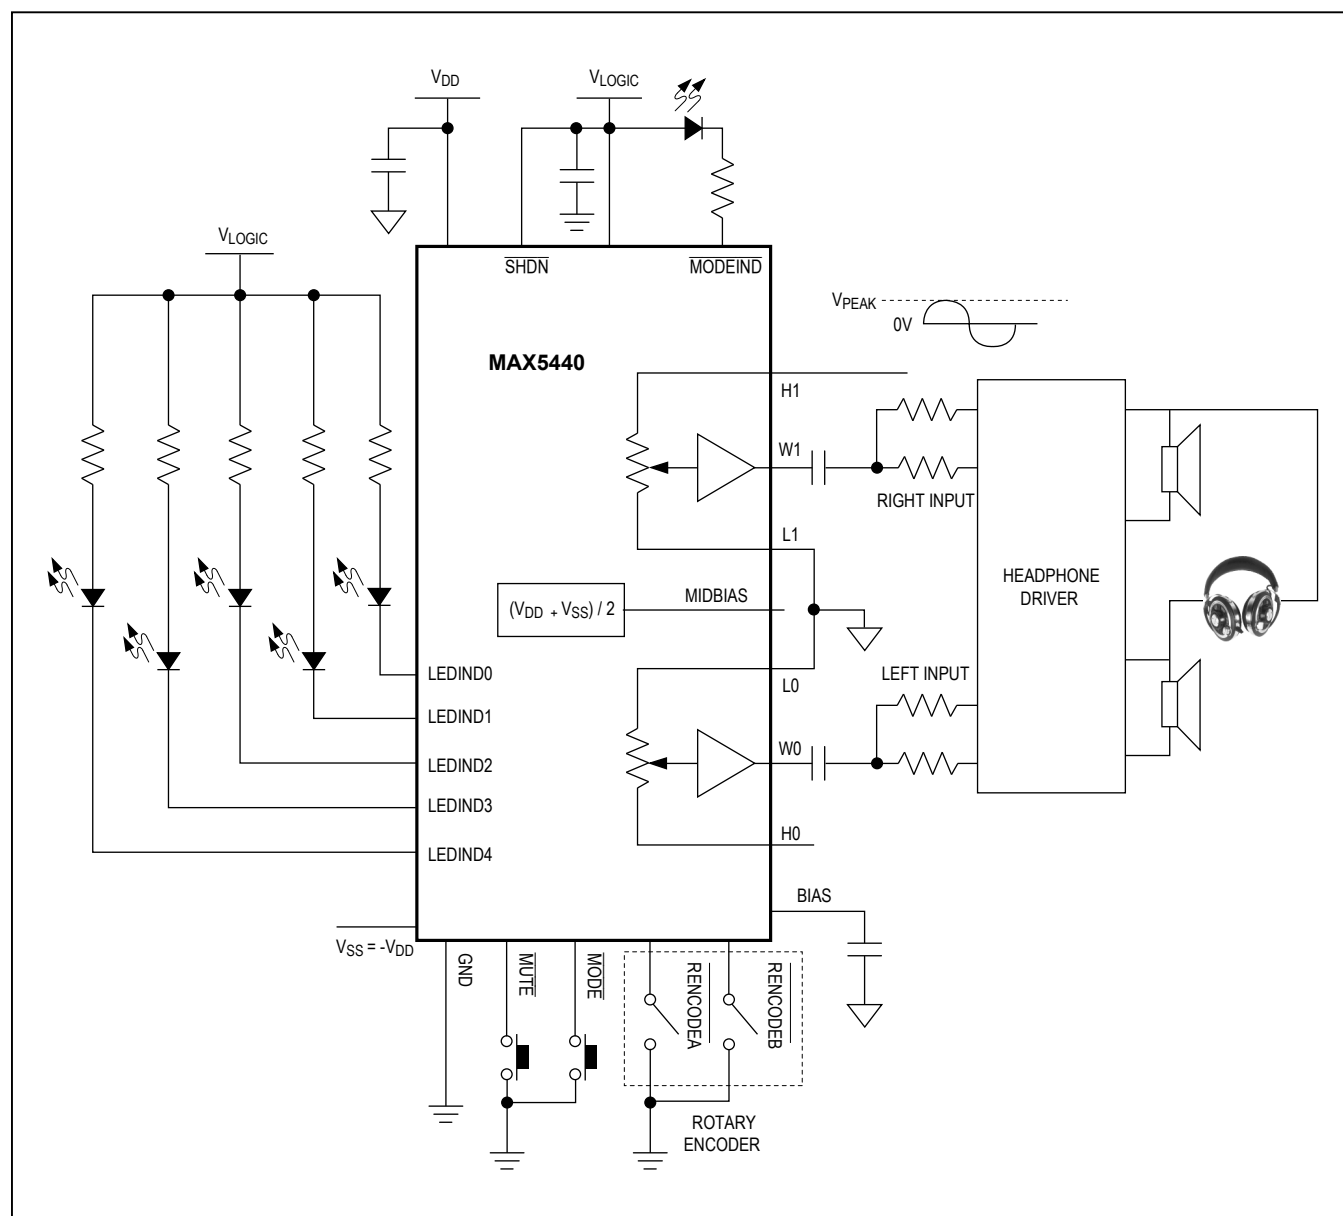 VDD
VLOGIC
VLOGIC
SHDN
MODEIND
VPEAK
0V
MAX5440
H1
W1
RIGHT INPUT
L1
HEADPHONE
DRIVER
(VDD + VSS) / 2
MIDBIAS
LEDIND0
LEFT INPUT
L0
LEDIND1
W0
LEDIND2
LEDIND3
H0
LEDIND4
BIAS
VSS = -VDD
GND
MUTE
MODE
RENCODEA
RENCODEB
ROTARY
ENCODER